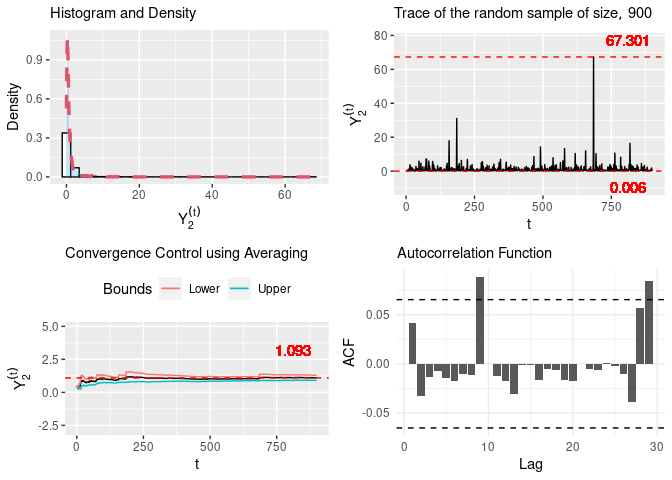 Histogram and Density
Density
0.9
0.6
0.3
0.0
0 20 40 60
Y₂⁽ᵗ⁾
Trace of the random sample of size, 900
Y₂⁽ᵗ⁾
80
60
40
20
0
67.301
0.006
0 250 500 750
t
Convergence Control using Averaging
Bounds Lower Upper
Y₂⁽ᵗ⁾
5.0
2.5
0.0
-2.5
1.093
0 250 500 750
t
Autocorrelation Function
ACF
0.05
0.00
-0.05
0 10 20 30
Lag